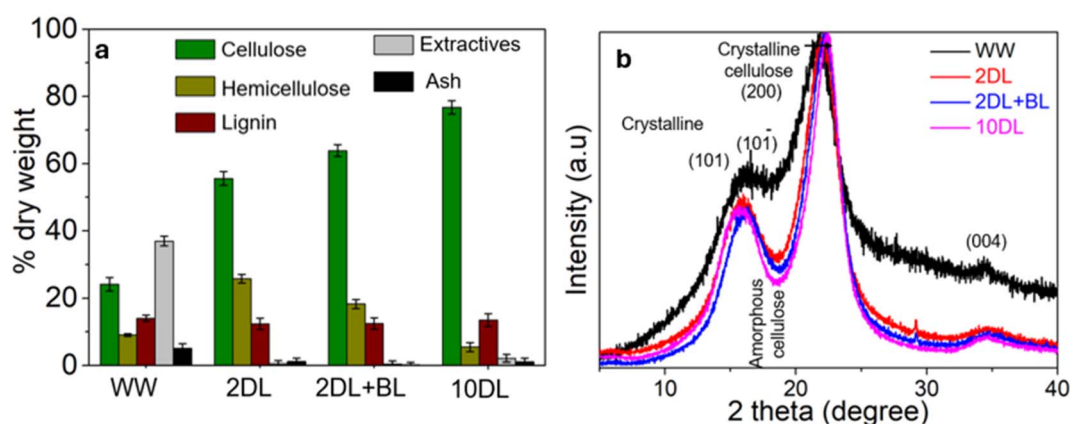 a
Cellulose
Hemicellulose
Lignin
Extractives
Ash
% dry weight
100
80
60
40
20
0
WW 2DL 2DL+BL 10DL
b
Crystalline
cellulose
(200)
Crystalline
(101)
(101̄)
(004)
Amorphous
cellulose
WW
2DL
2DL+BL
10DL
Intensity (a.u)
10 20 30 40
2 theta (degree)